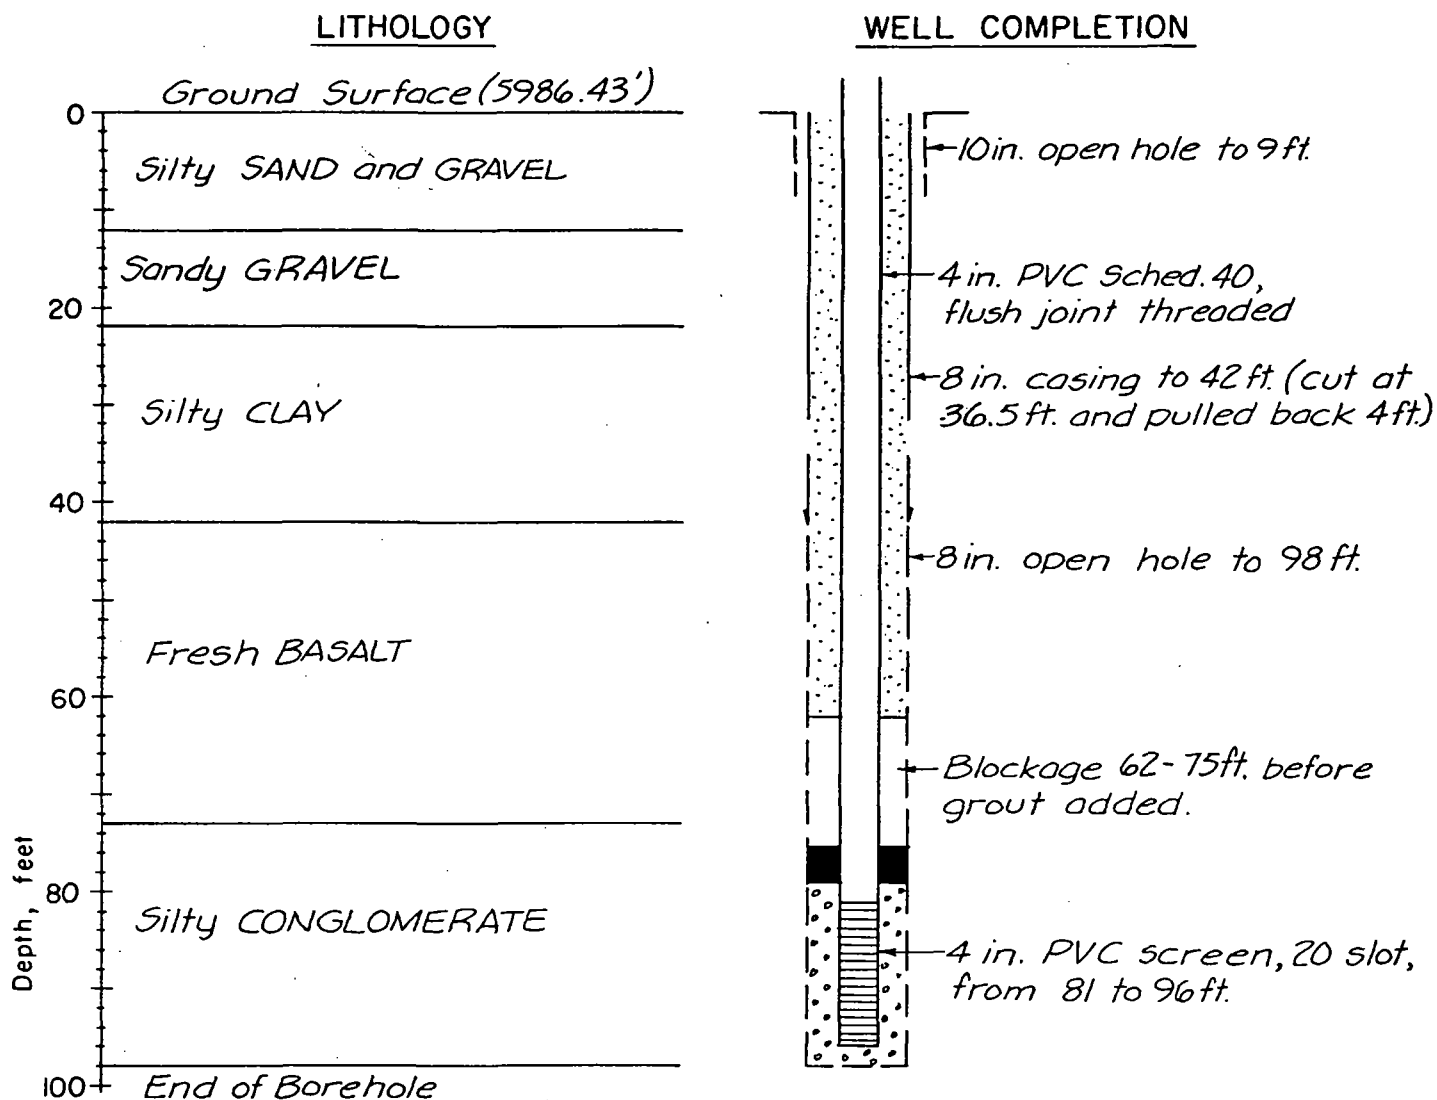 LITHOLOGY
WELL COMPLETION
Ground Surface (5986.43')
0
Silty SAND and GRAVEL
10in. open hole to 9 ft.
Sandy GRAVEL
4 in. PVC Sched. 40,
flush joint threaded
20
8 in. casing to 42 ft. (cut at
36.5 ft. and pulled back 4 ft.)
Silty CLAY
40
8 in. open hole to 98 ft.
Fresh BASALT
60
Blockage 62-75 ft. before
grout added.
Depth, feet
80
Silty CONGLOMERATE
4 in. PVC screen, 20 slot,
from 81 to 96 ft.
100
End of Borehole